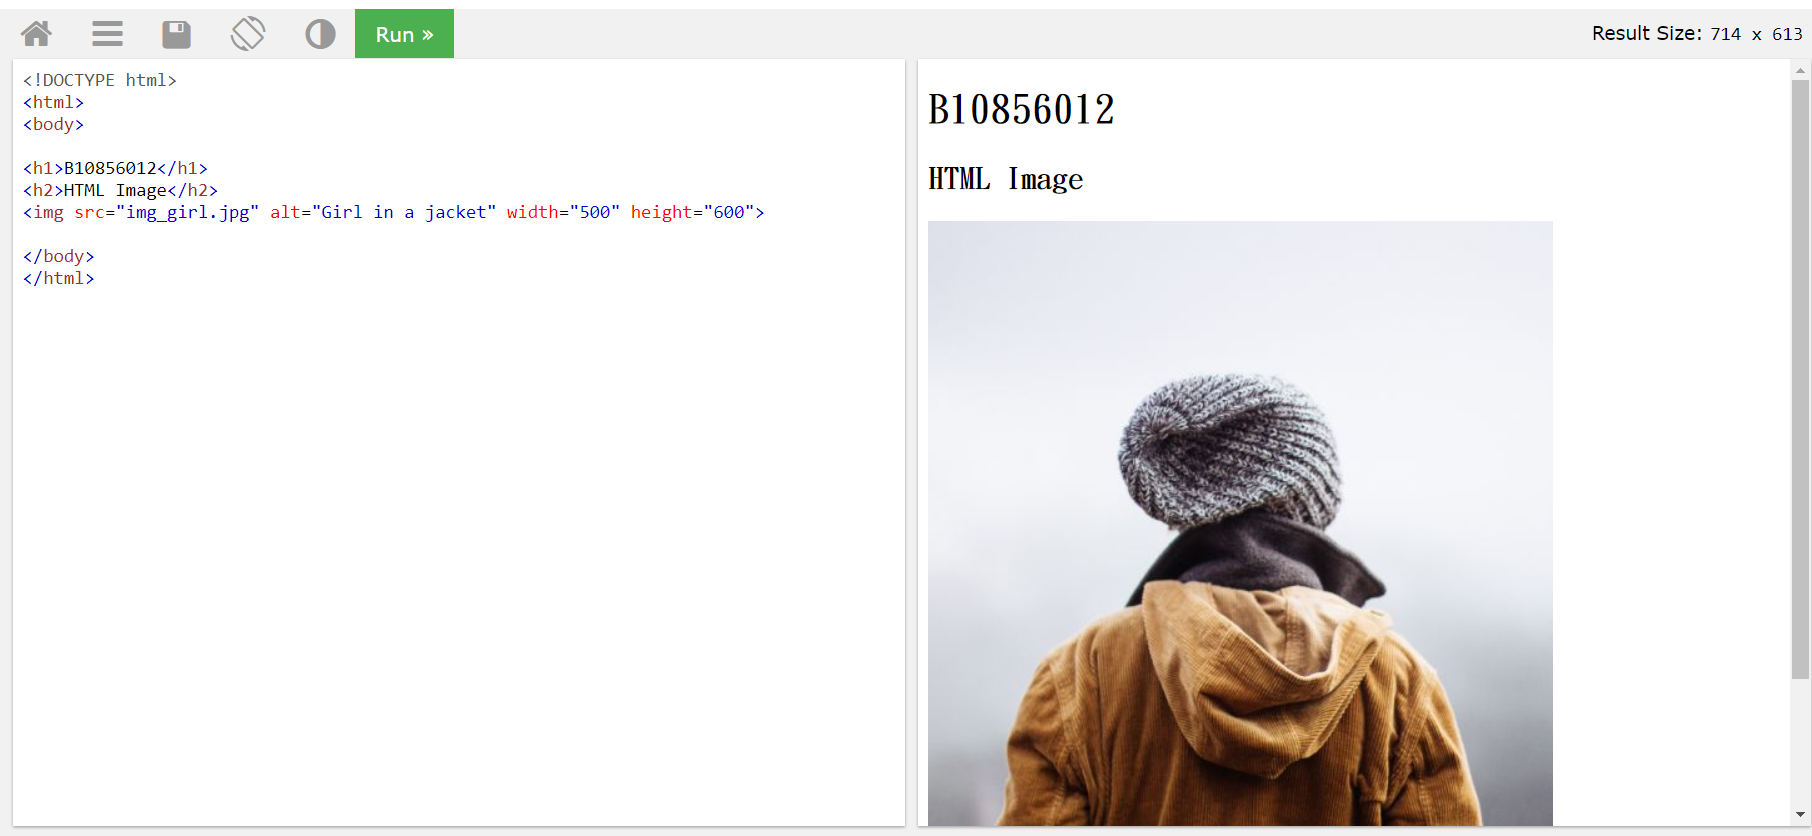 Run »
Result Size: 714 x 613
<!DOCTYPE html>
<html>
<body>
<h1>B10856012</h1>
<h2>HTML Image</h2>
<img src="img_girl.jpg" alt="Girl in a jacket" width="500" height="600">
</body>
</html>
B10856012
HTML Image